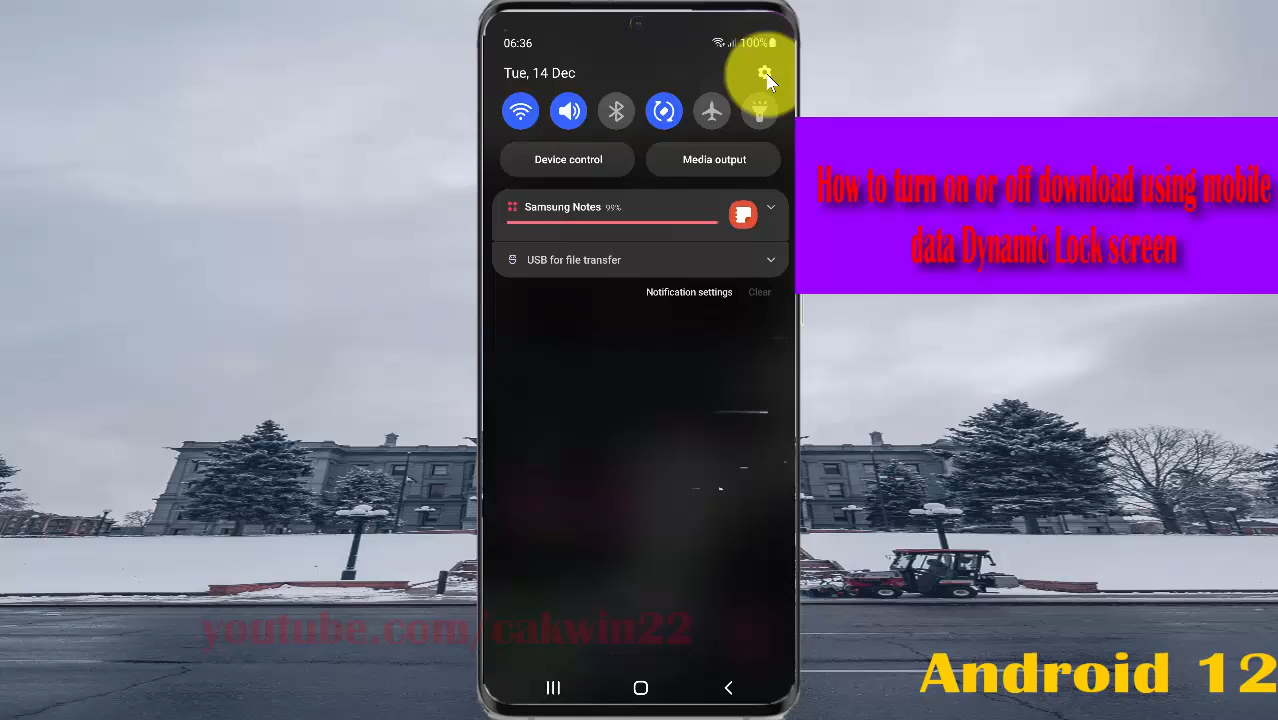 06:36
100%
Tue, 14 Dec
Device control
Media output
Samsung Notes 99%
USB for file transfer
Notification settings
Clear
How to turn on or off download using mobile
data Dynamic Lock screen
youtube.com/cakwin22
Android 12